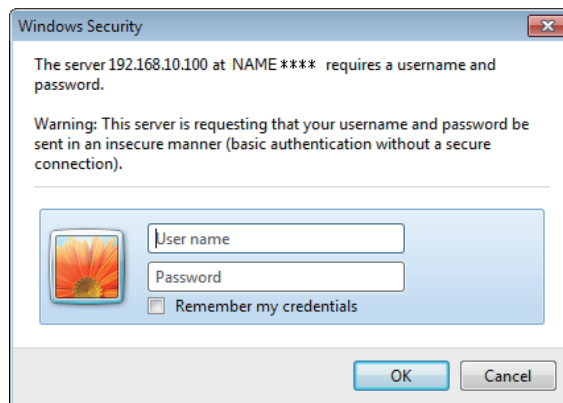 Windows Security
The server 192.168.10.100 at NAME **** requires a username and
password.
Warning: This server is requesting that your username and password be
sent in an insecure manner (basic authentication without a secure
connection).
User name
Password
Remember my credentials
OK Cancel